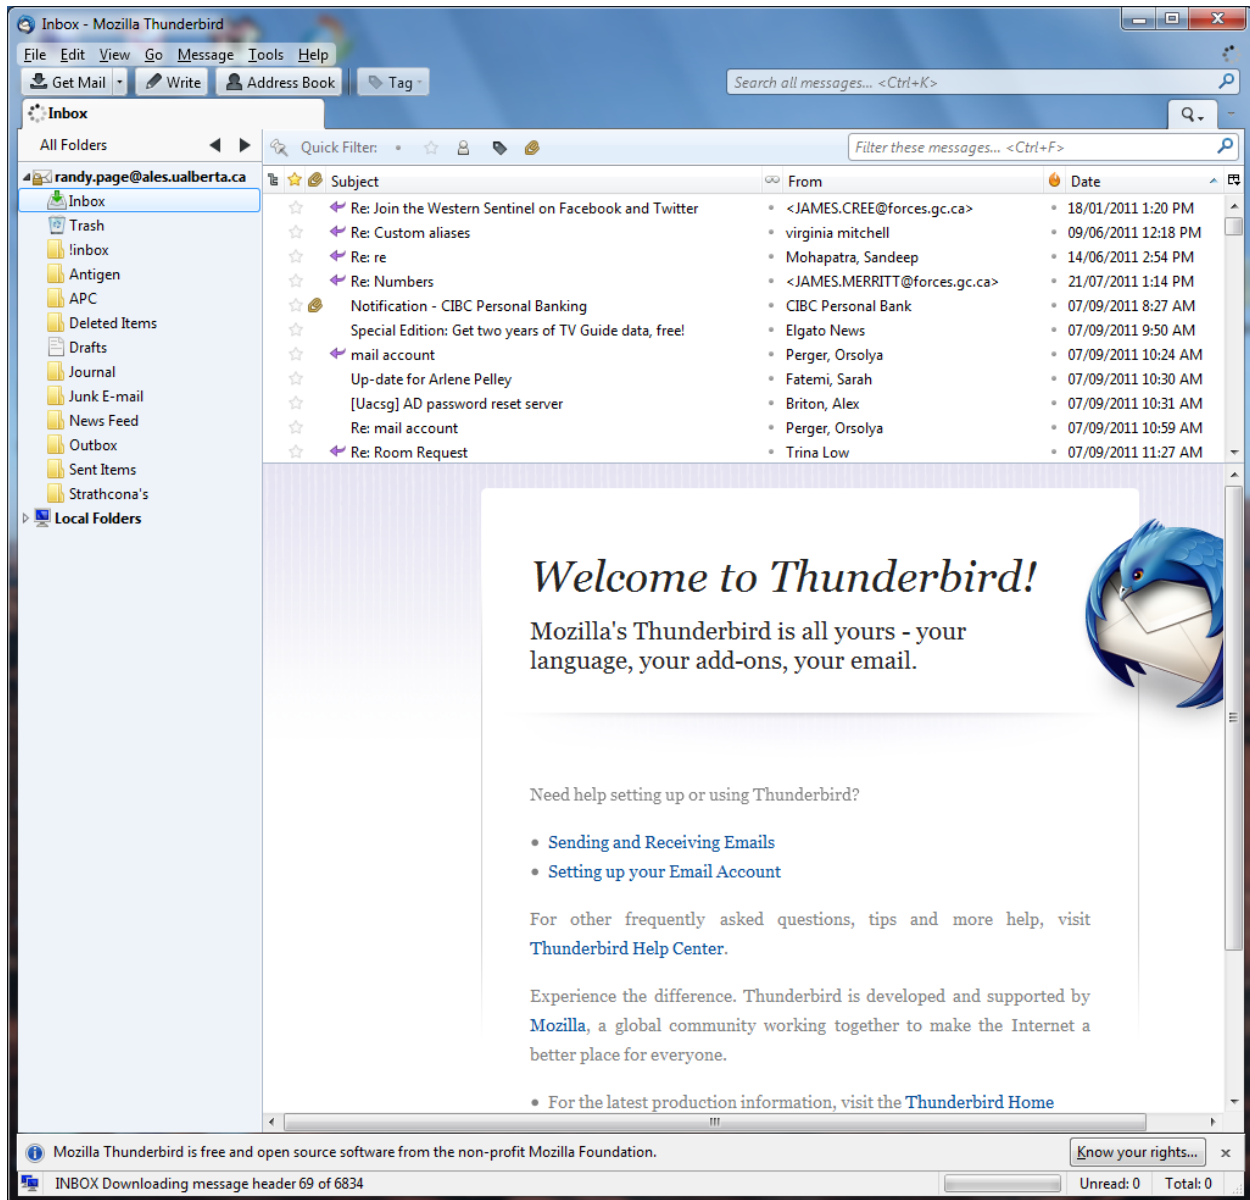 Inbox - Mozilla Thunderbird
File Edit View Go Message Tools Help
Get Mail Write Address Book Tag Search all messages... <Ctrl+K>
Inbox
All Folders
Quick Filter: Filter these messages... <Ctrl+F>
randy.page@ales.ualberta.ca
Inbox
Trash
!inbox
Antigen
APC
Deleted Items
Drafts
Journal
Junk E-mail
News Feed
Outbox
Sent Items
Strathcona's
Local Folders
Subject From Date
Re: Join the Western Sentinel on Facebook and Twitter <JAMES.CREE@forces.gc.ca> 18/01/2011 1:20 PM
Re: Custom aliases virginia mitchell 09/06/2011 12:18 PM
Re: re Mohapatra, Sandeep 14/06/2011 2:54 PM
Re: Numbers <JAMES.MERRITT@forces.gc.ca> 21/07/2011 1:14 PM
Notification - CIBC Personal Banking CIBC Personal Bank 07/09/2011 8:27 AM
Special Edition: Get two years of TV Guide data, free! Elgato News 07/09/2011 9:50 AM
mail account Perger, Orsolya 07/09/2011 10:24 AM
Up-date for Arlene Pelley Fatemi, Sarah 07/09/2011 10:30 AM
[Uacsg] AD password reset server Briton, Alex 07/09/2011 10:31 AM
Re: mail account Perger, Orsolya 07/09/2011 10:59 AM
Re: Room Request Trina Low 07/09/2011 11:27 AM
Welcome to Thunderbird!
Mozilla's Thunderbird is all yours - your
language, your add-ons, your email.
Need help setting up or using Thunderbird?
• Sending and Receiving Emails
• Setting up your Email Account
For other frequently asked questions, tips and more help, visit
Thunderbird Help Center.
Experience the difference. Thunderbird is developed and supported by
Mozilla, a global community working together to make the Internet a
better place for everyone.
• For the latest production information, visit the Thunderbird Home
Mozilla Thunderbird is free and open source software from the non-profit Mozilla Foundation. Know your rights...
INBOX Downloading message header 69 of 6834 Unread: 0 Total: 0